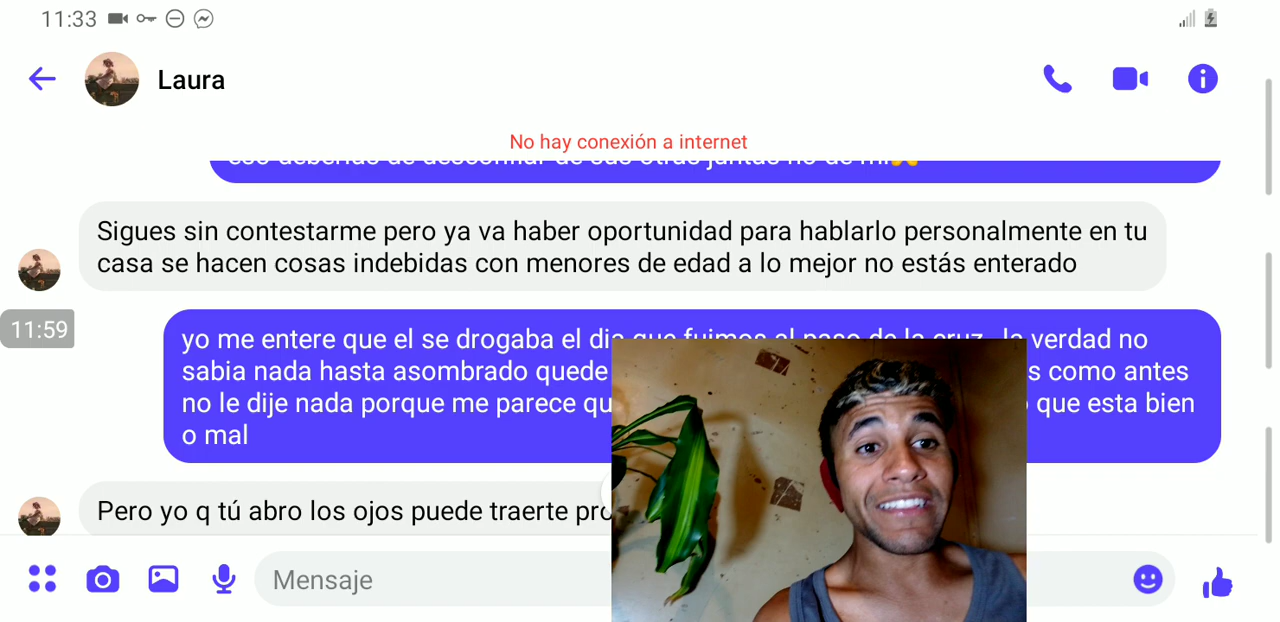 11:33
Laura
No hay conexión a internet
Sigues sin contestarme pero ya va haber oportunidad para hablarlo personalmente en tu
casa se hacen cosas indebidas con menores de edad a lo mejor no estás enterado
11:59
yo me entere que el se drogaba el dia que fuimos al paso de la cruz la verdad no
sabia nada hasta asombrado quede s como antes
no le dije nada porque me parece qu que esta bien
o mal
Pero yo q tú abro los ojos puede traerte pro
Mensaje